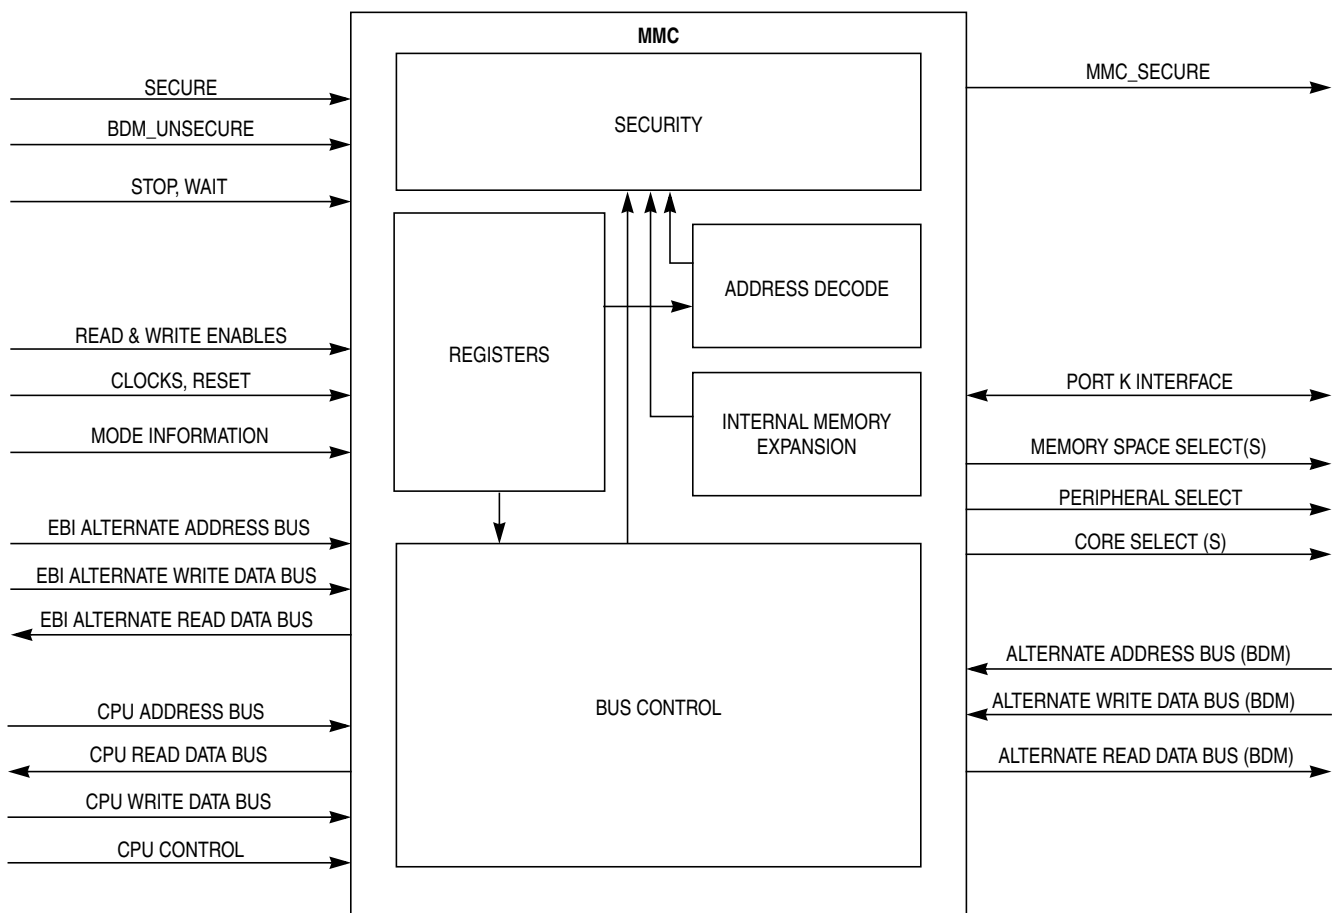 MMC
SECURE
BDM_UNSECURE
STOP, WAIT
READ & WRITE ENABLES
CLOCKS, RESET
MODE INFORMATION
EBI ALTERNATE ADDRESS BUS
EBI ALTERNATE WRITE DATA BUS
EBI ALTERNATE READ DATA BUS
CPU ADDRESS BUS
CPU READ DATA BUS
CPU WRITE DATA BUS
CPU CONTROL
SECURITY
REGISTERS
ADDRESS DECODE
INTERNAL MEMORY
EXPANSION
BUS CONTROL
MMC_SECURE
PORT K INTERFACE
MEMORY SPACE SELECT(S)
PERIPHERAL SELECT
CORE SELECT (S)
ALTERNATE ADDRESS BUS (BDM)
ALTERNATE WRITE DATA BUS (BDM)
ALTERNATE READ DATA BUS (BDM)